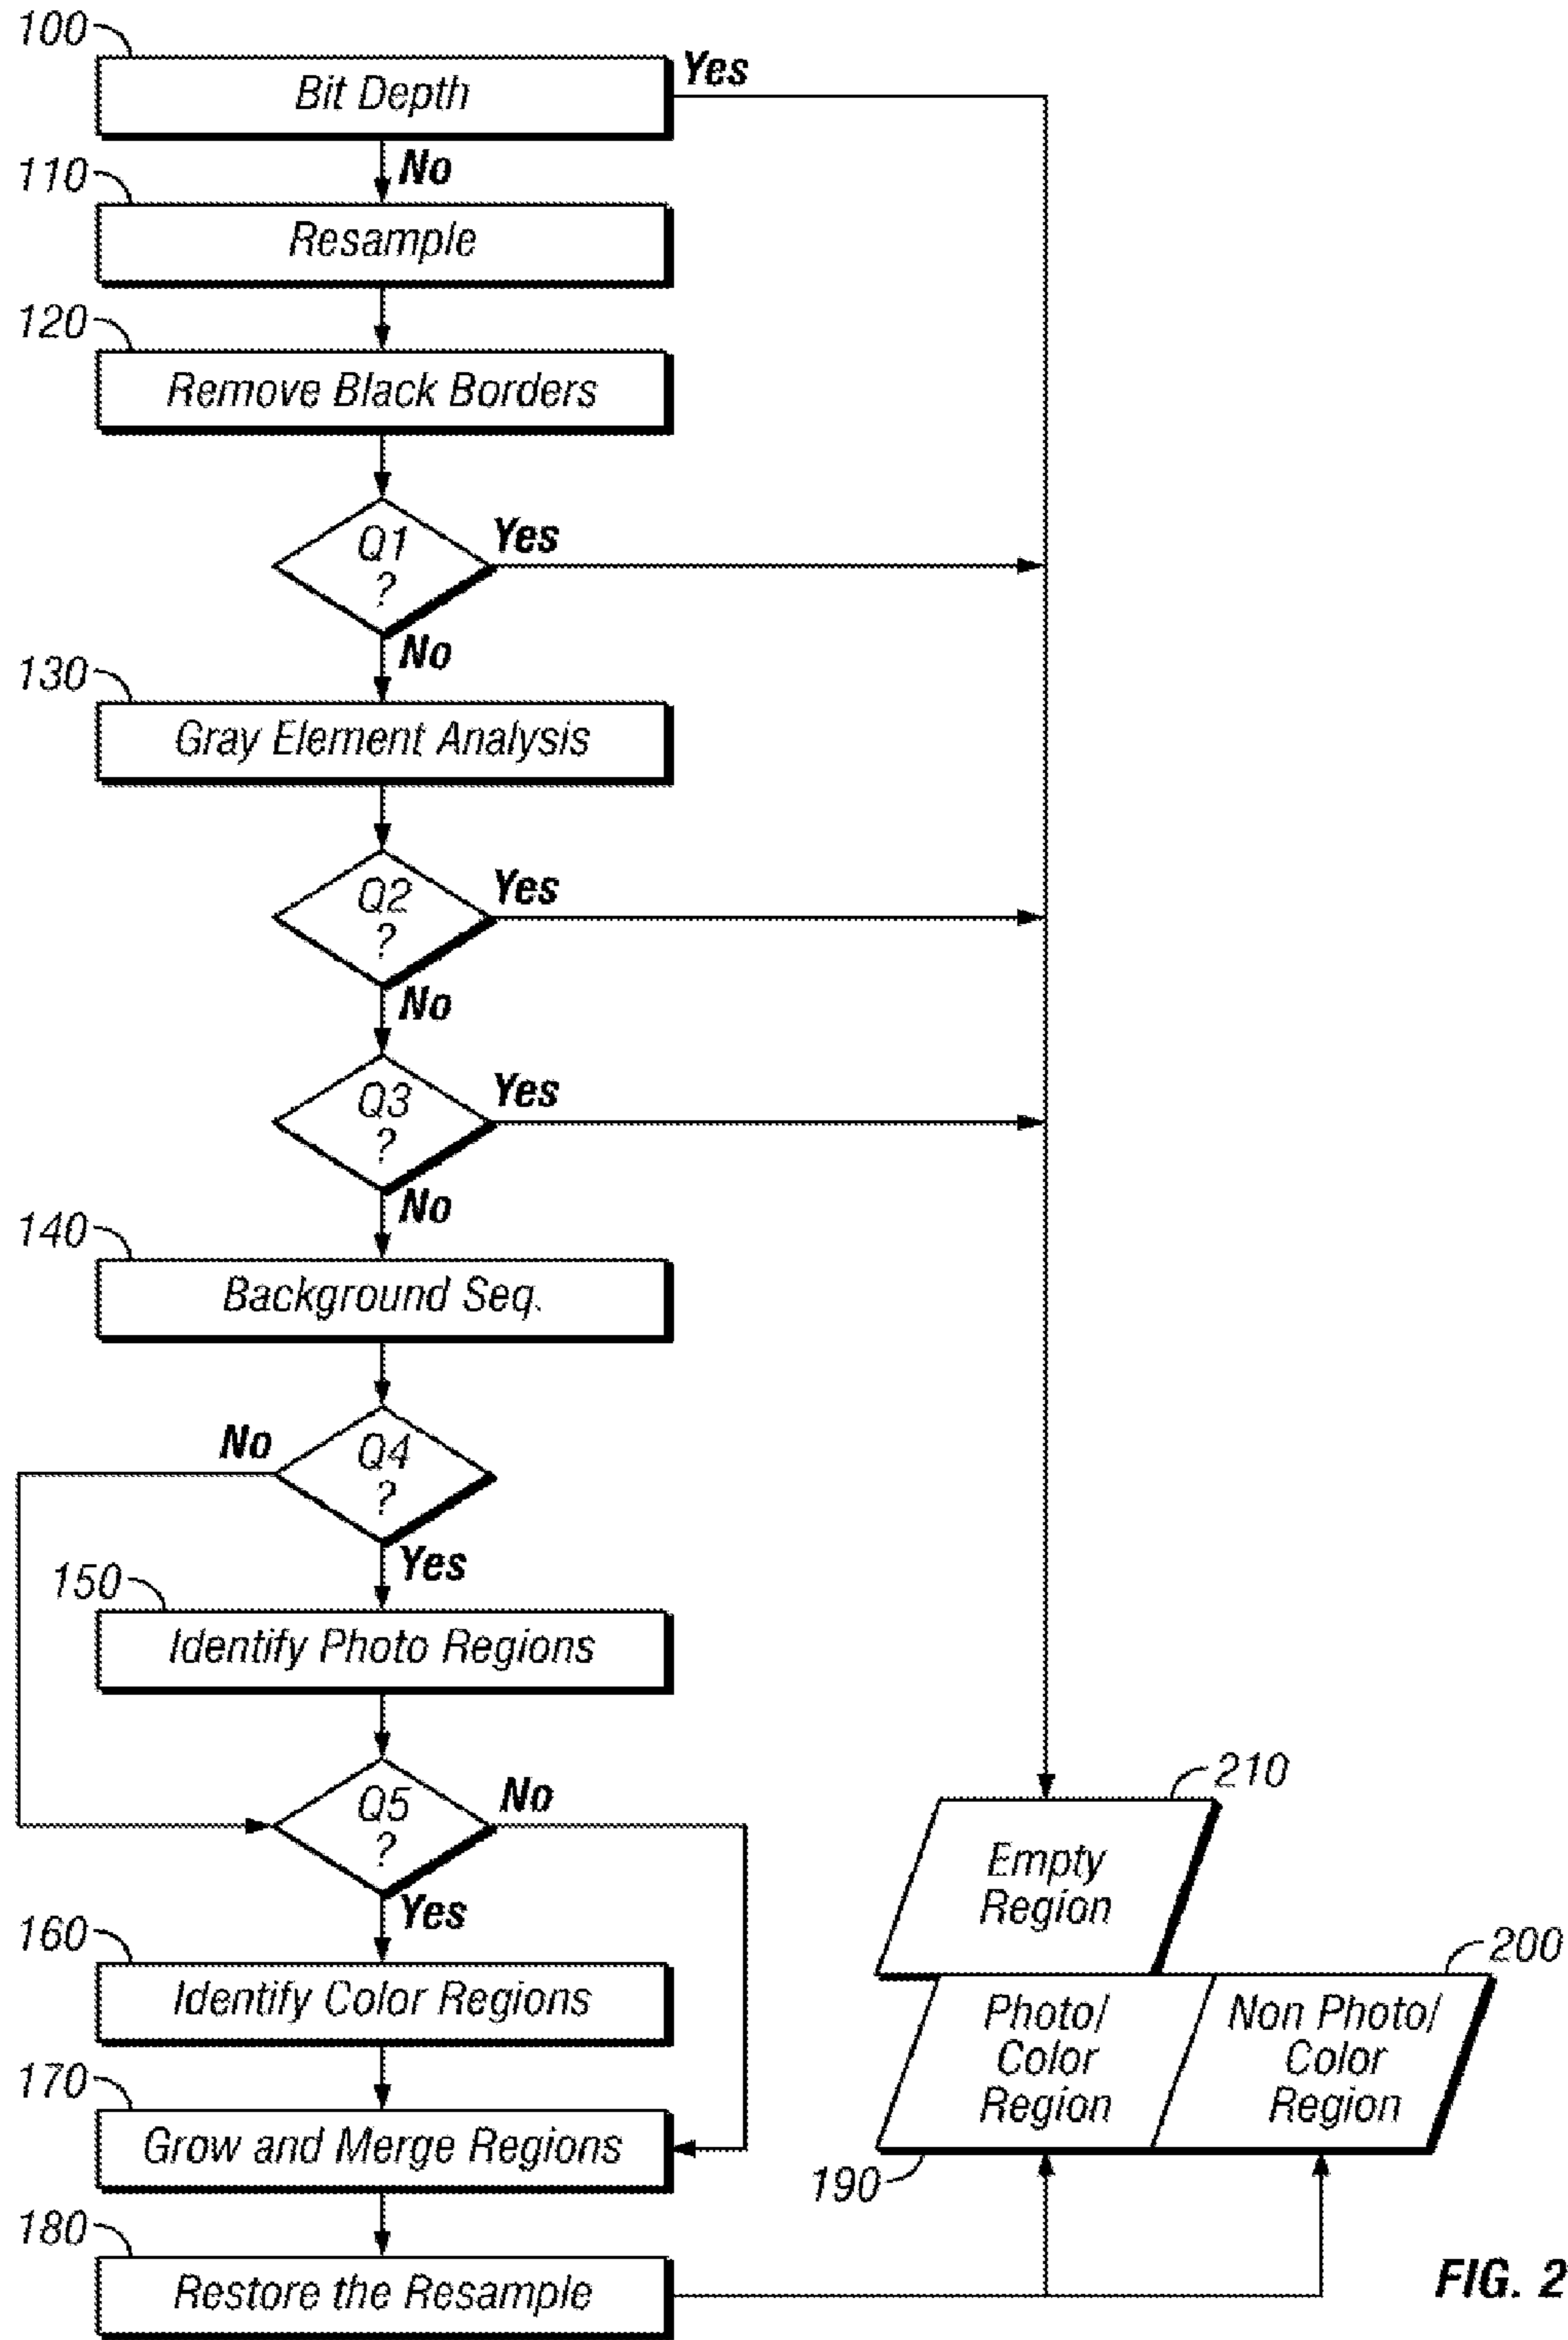 100
Bit Depth
Yes
No
110
Resample
120
Remove Black Borders
Q1
?
Yes
No
130
Gray Element Analysis
Q2
?
Yes
No
Q3
?
Yes
No
140
Background Seq.
No
Q4
?
Yes
150
Identify Photo Regions
Q5
?
No
Yes
160
Identify Color Regions
170
Grow and Merge Regions
180
Restore the Resample
210
Empty
Region
200
Photo/
Color
Region
Non Photo/
Color
Region
190
FIG. 2